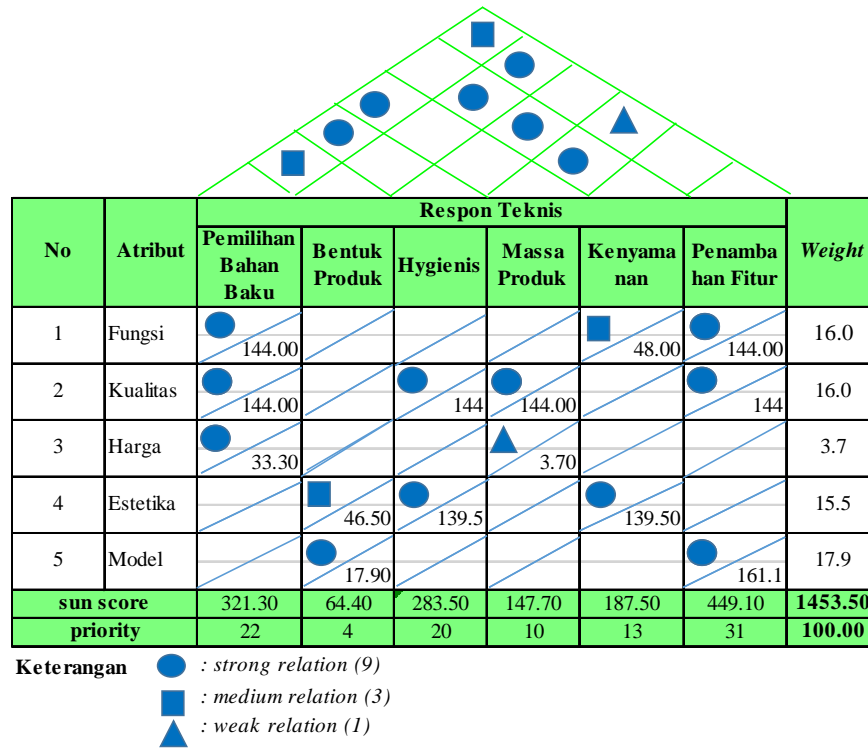 Respon Teknis
No Atribut Pemilihan Bahan Baku Bentuk Produk Hygienis Massa Produk Kenyama nan Penamba han Fitur Weight
1 Fungsi 144.00 48.00 144.00 16.0
2 Kualitas 144.00 144 144.00 144 16.0
3 Harga 33.30 3.70 3.7
4 Estetika 46.50 139.5 139.50 15.5
5 Model 17.90 161.1 17.9
sun score 321.30 64.40 283.50 147.70 187.50 449.10 1453.50
priority 22 4 20 10 13 31 100.00
Keterangan : strong relation (9)
: medium relation (3)
: weak relation (1)